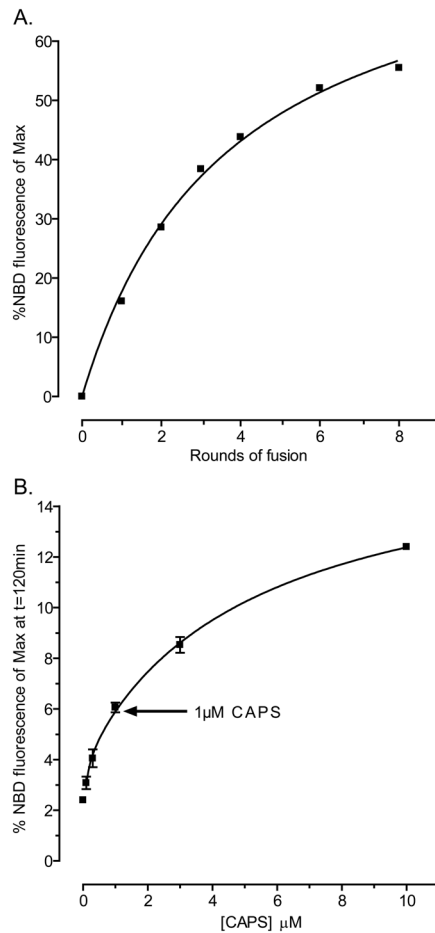 A.
%NBD fluorescence of Max
60
50
40
30
20
10
0
0 2 4 6 8
Rounds of fusion
B.
% NBD fluorescence of Max at t=120min
14
12
10
8
6
4
2
0
1µM CAPS
0 2 4 6 8 10
[CAPS] µM